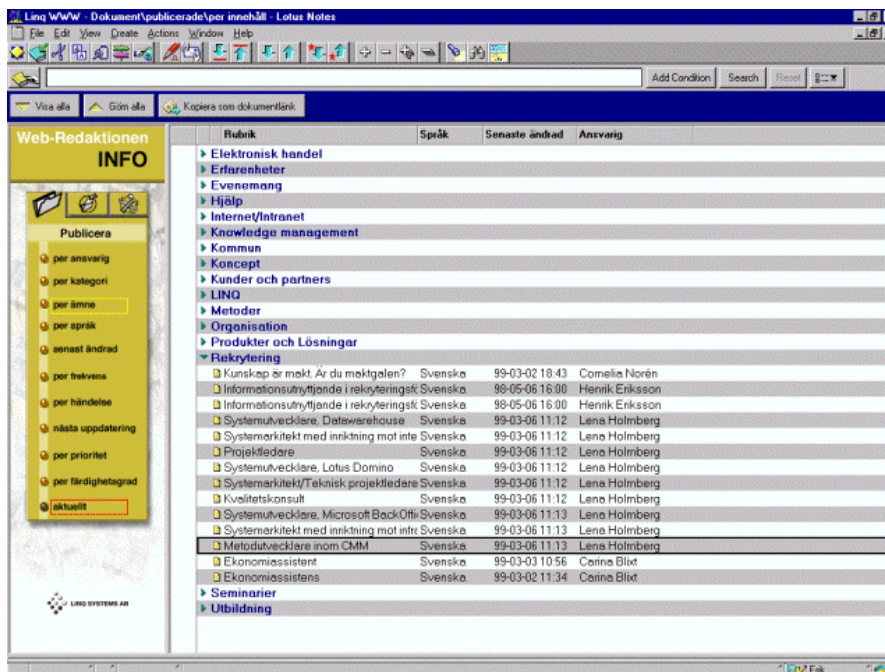 Linq WWW - Dokument\publicerade\per innehåll - Lotus Notes
File Edit View Create Actions Window Help
Add Condition Search Reset
Visa alla Göm alla Kopiera som dokumentlänk
Web-Redaktionen
INFO
Publicera
per ansvarig
per kategori
per ämne
per språk
senast ändrad
per frekvens
per händelse
nästa uppdatering
per prioritet
per färdighetsgrad
aktuellt
LINQ SYSTEMS AB
Rubrik Språk Senaste ändrad Ansvarig
Elektronisk handel
Erfarenheter
Evenemang
Hjälp
Internet/Intranet
Knowledge management
Kommun
Koncept
Kunder och partners
LINQ
Metoder
Organisation
Produkter och Lösningar
Rekrytering
Kunskap är makt. Är du maktgalen? Svenska 99-03-02 18:43 Cornelia Norén
Informationsutnyttjande i rekryteringsfö Svenska 98-05-06 16:00 Henrik Eriksson
Informationsutnyttjande i rekryteringsfö Svenska 98-05-06 16:00 Henrik Eriksson
Systemutvecklare, Datawarehouse Svenska 99-03-06 11:12 Lena Holmberg
Systemarkitekt med inriktning mot inte Svenska 99-03-06 11:12 Lena Holmberg
Projektledare Svenska 99-03-06 11:12 Lena Holmberg
Systemutvecklare, Lotus Domino Svenska 99-03-06 11:12 Lena Holmberg
Systemarkitekt/Teknisk projektledare Svenska 99-03-06 11:12 Lena Holmberg
Kvalitetskonsult Svenska 99-03-06 11:12 Lena Holmberg
Systemutvecklare, Microsoft BackOffic Svenska 99-03-06 11:13 Lena Holmberg
Systemarkitekt med inriktning mot infra Svenska 99-03-06 11:13 Lena Holmberg
Metodutvecklare inom CMM Svenska 99-03-06 11:13 Lena Holmberg
Ekonomiassistent Svenska 99-03-03 10:56 Carina Blixt
Ekonomiassistens Svenska 99-03-02 11:34 Carina Blixt
Seminarier
Utbildning